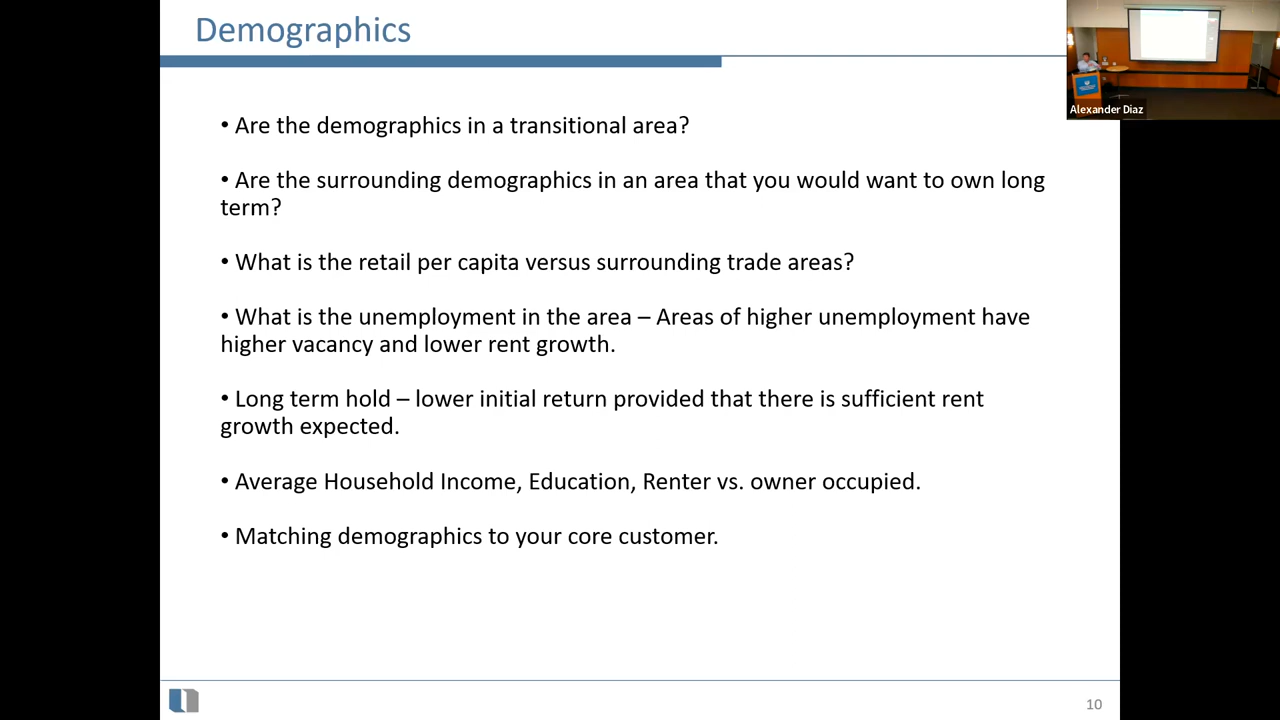 Demographics
Alexander Diaz
• Are the demographics in a transitional area?
• Are the surrounding demographics in an area that you would want to own long
term?
• What is the retail per capita versus surrounding trade areas?
• What is the unemployment in the area – Areas of higher unemployment have
higher vacancy and lower rent growth.
• Long term hold – lower initial return provided that there is sufficient rent
growth expected.
• Average Household Income, Education, Renter vs. owner occupied.
• Matching demographics to your core customer.
10